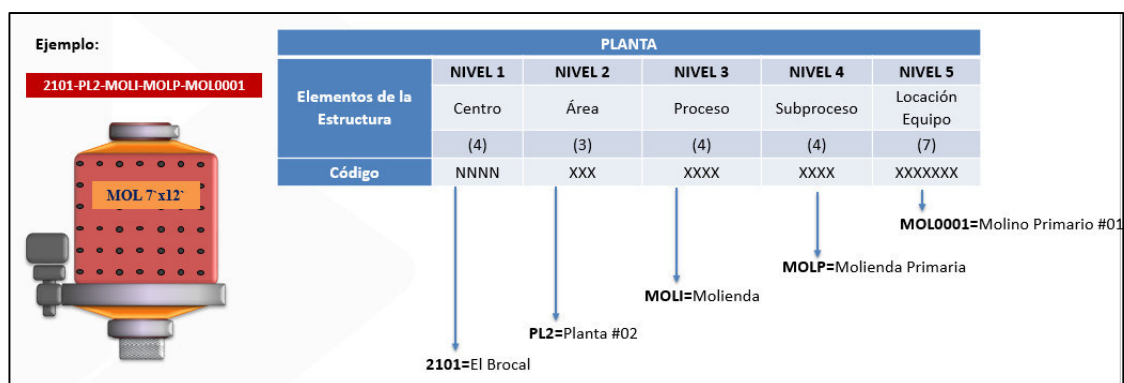 Ejemplo:
2101-PL2-MOLI-MOLP-MOL0001
MOL 7`x12`
PLANTA
Elementos de la
Estructura
NIVEL 1 NIVEL 2 NIVEL 3 NIVEL 4 NIVEL 5
Centro Área Proceso Subproceso Locación
Equipo
(4) (3) (4) (4) (7)
Código NNNN XXX XXXX XXXX XXXXXXX
MOL0001=Molino Primario #01
MOLP=Molienda Primaria
MOLI=Molienda
PL2=Planta #02
2101=El Brocal